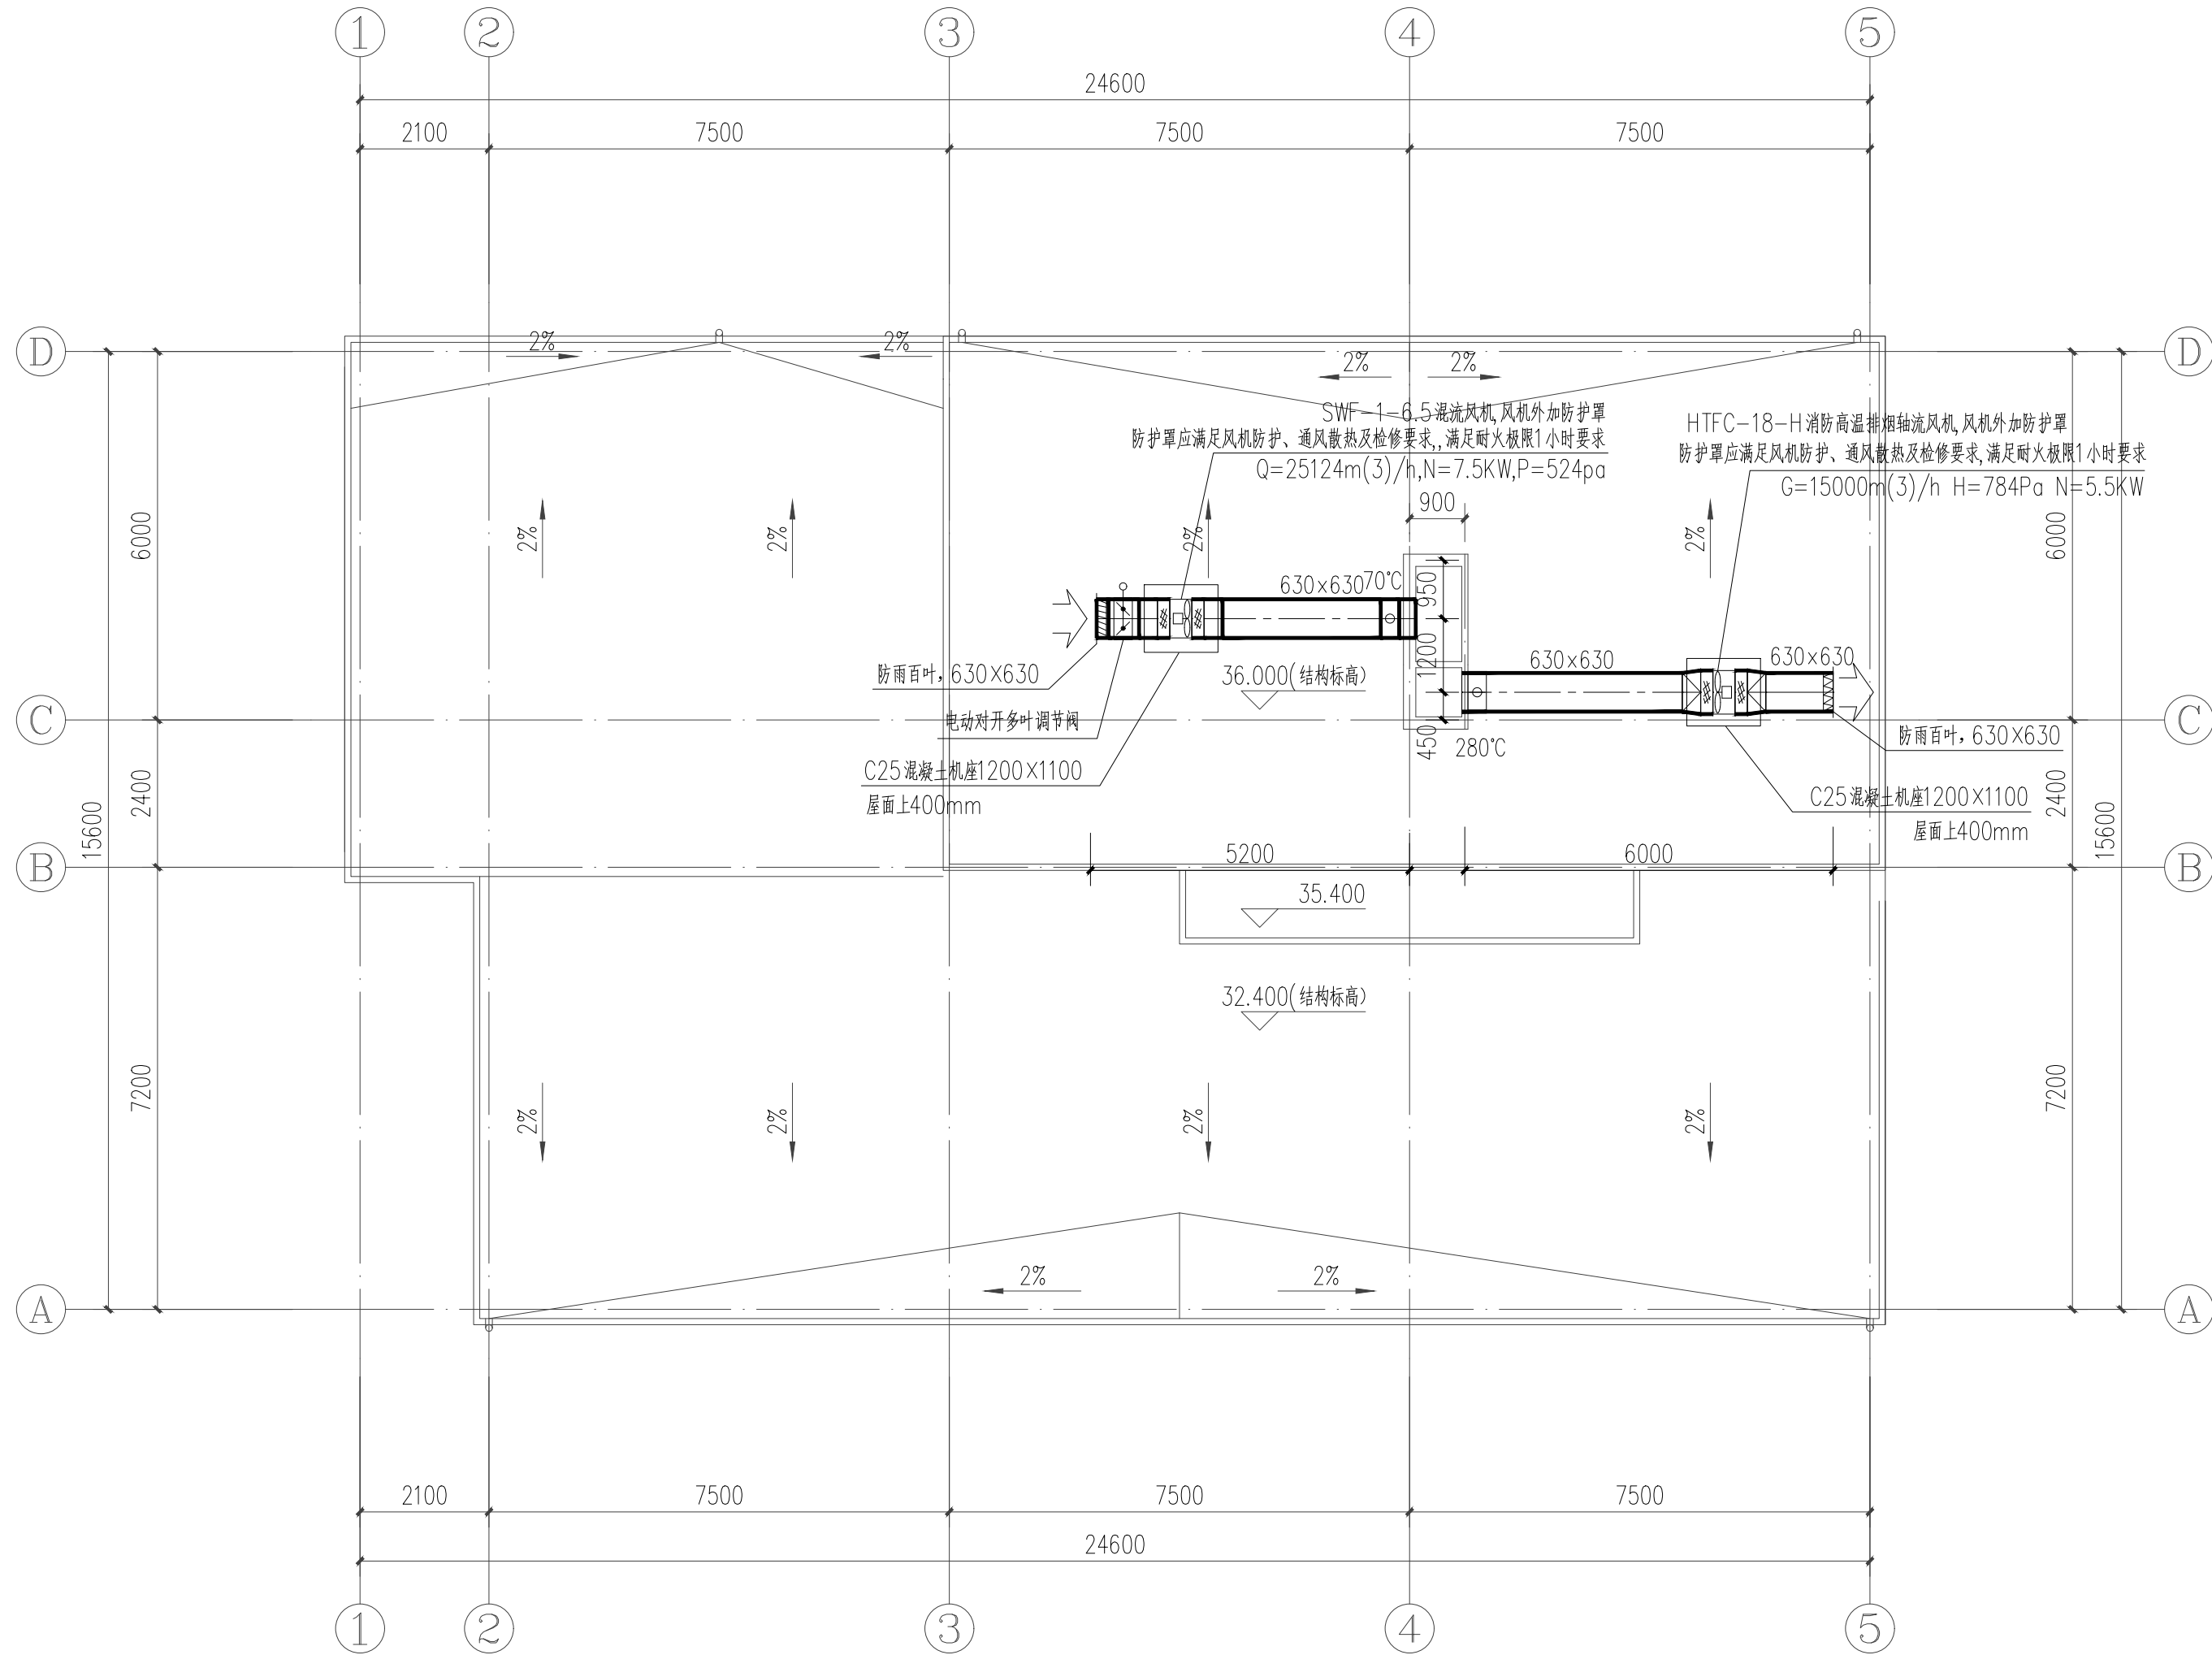 1 2 3 4 5
24600
2100 7500 7500 7500
D D
2% 2% 2% 2%
SWF-1-6.5混流风机,风机外加防护罩
防护罩应满足风机防护、通风散热及检修要求,,满足耐火极限1小时要求
Q=25124m(3)/h,N=7.5KW,P=524pa
HTFC-18-H消防高温排烟轴流风机,风机外加防护罩
防护罩应满足风机防护、通风散热及检修要求,满足耐火极限1小时要求
G=15000m(3)/h H=784Pa N=5.5KW
900
6000 2% 2% 2% 2% 6000
630×630 70℃ 950
1200
630×630 630×630
防雨百叶，630X630
36.000(结构标高)
C C
电动对开多叶调节阀
450 280℃
防雨百叶，630X630
C25混凝土机座1200X1100
屋面上400mm
C25混凝土机座1200X1100
屋面上400mm
2400 2400
15600 15600
5200 6000
B B
35.400
32.400(结构标高)
7200 2% 2% 2% 2% 7200
2% 2%
A A
2100 7500 7500 7500
24600
1 2 3 4 5